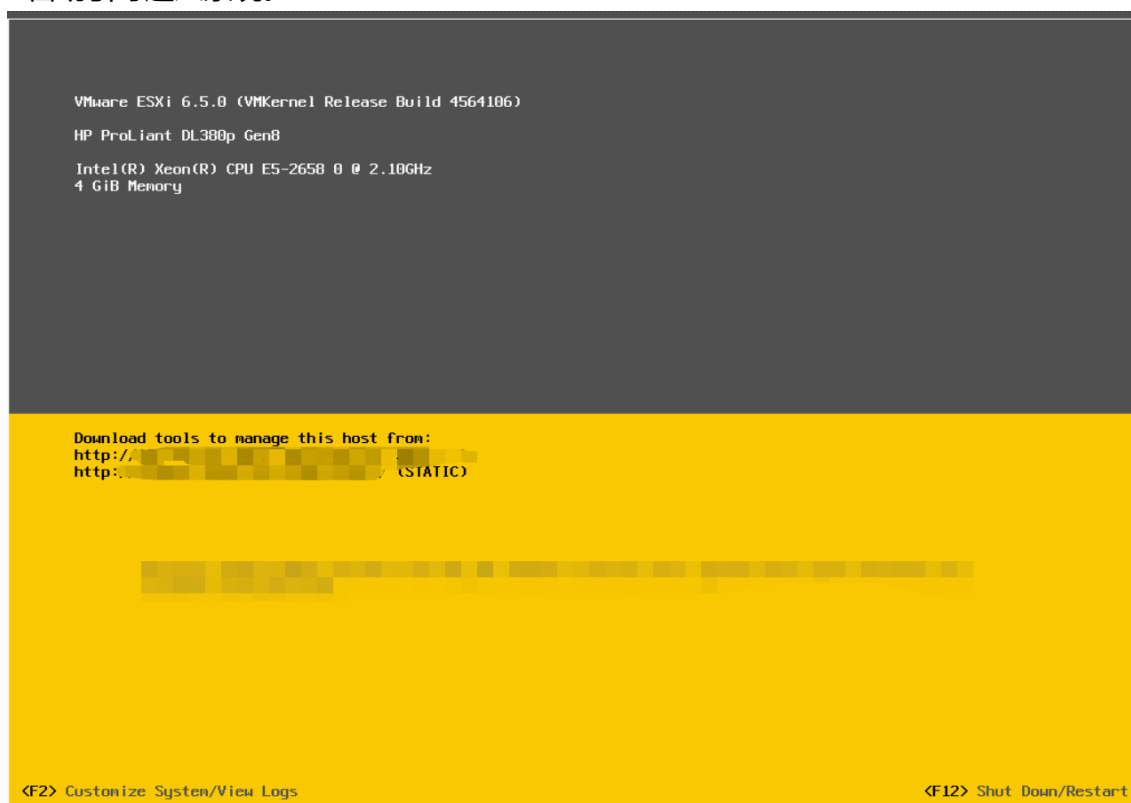 VMware ESXi 6.5.0 (VMKernel Release Build 4564106)
HP ProLiant DL380p Gen8
Intel(R) Xeon(R) CPU E5-2658 0 @ 2.10GHz
4 GiB Memory
Download tools to manage this host from:
http:/
http: (STATIC)
<F2> Customize System/View Logs
<F12> Shut Down/Restart